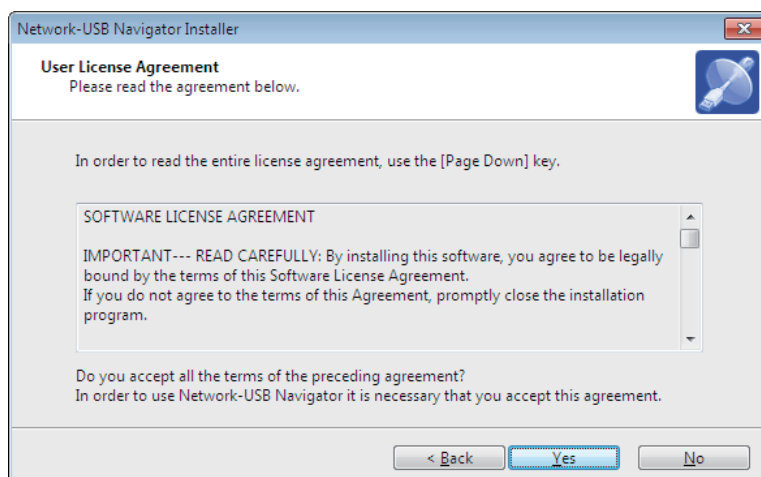 Network-USB Navigator Installer
User License Agreement
Please read the agreement below.
In order to read the entire license agreement, use the [Page Down] key.
SOFTWARE LICENSE AGREEMENT
IMPORTANT--- READ CAREFULLY: By installing this software, you agree to be legally
bound by the terms of this Software License Agreement.
If you do not agree to the terms of this Agreement, promptly close the installation
program.
Do you accept all the terms of the preceding agreement?
In order to use Network-USB Navigator it is necessary that you accept this agreement.
< Back Yes No